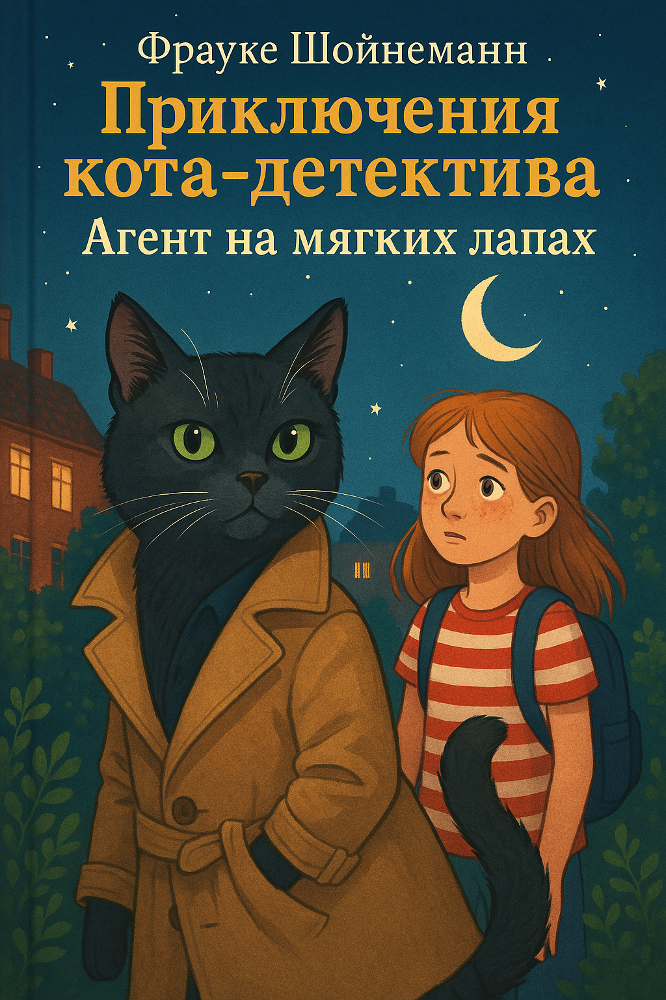 Фрауке Шойнеманн
Приключения
кота-детектива
Агент на мягких лапах